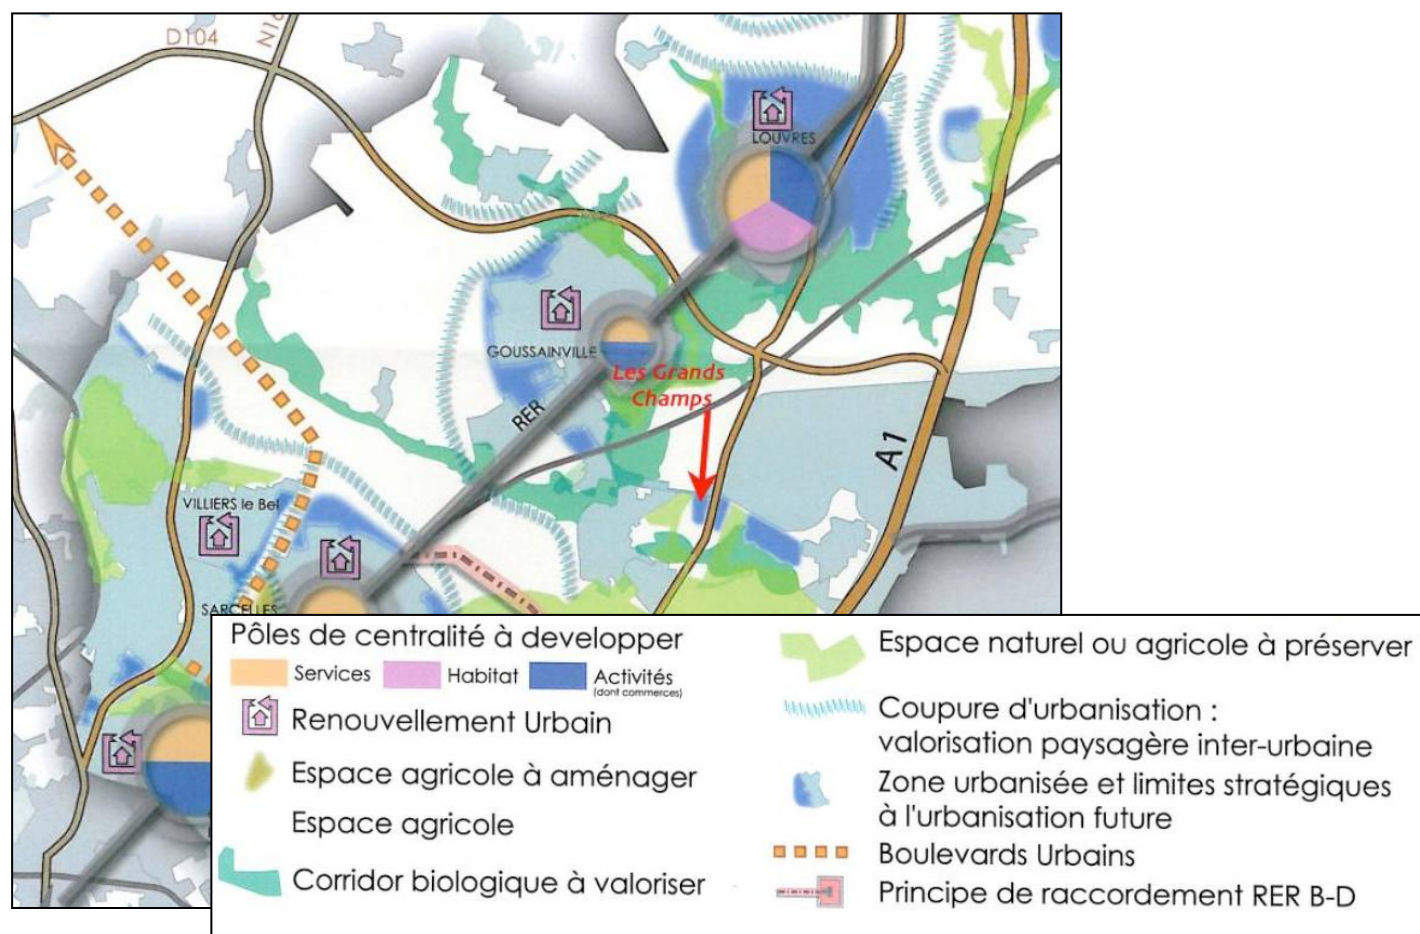 D104
N16
LOUVRES
GOUSSAINVILLE
Les Grands
Champs
RER
A1
VILLIERS le Bel
SARCELLES
Pôles de centralité à developper
Services
Habitat
Activités
(dont commerces)
Renouvellement Urbain
Espace agricole à aménager
Espace agricole
Corridor biologique à valoriser
Espace naturel ou agricole à préserver
Coupure d'urbanisation :
valorisation paysagère inter-urbaine
Zone urbanisée et limites stratégiques
à l'urbanisation future
Boulevards Urbains
Principe de raccordement RER B-D